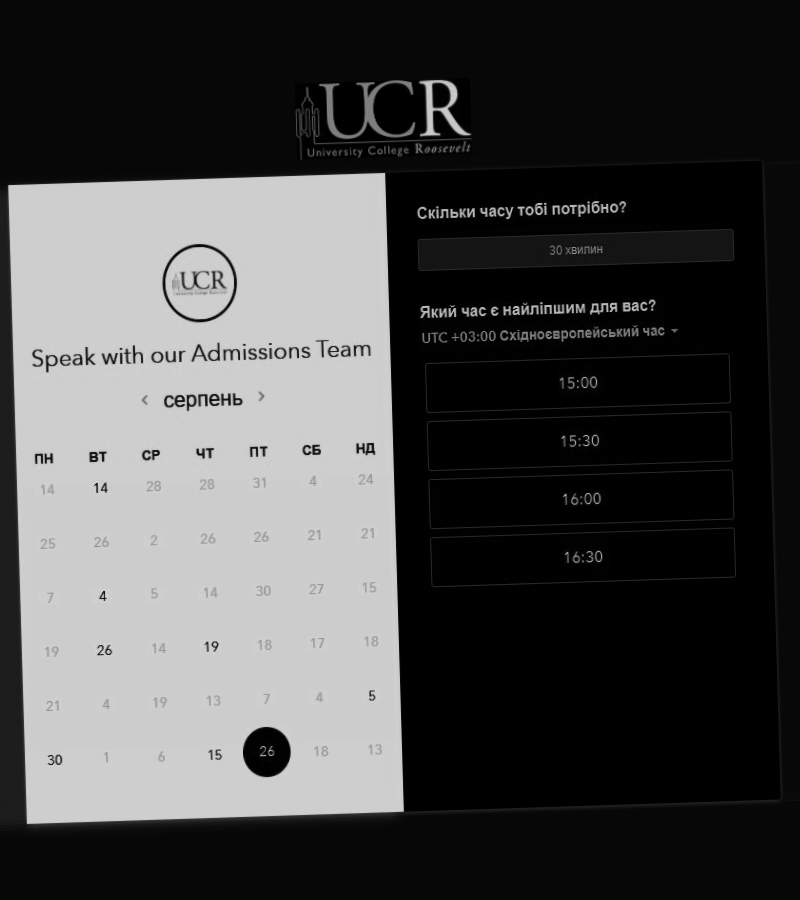 UCR
University College Roosevelt
UCR
Speak with our Admissions Team
серпень
ПН ВТ СР ЧТ ПТ СБ НД
14 14 28 28 31 4 24
25 26 2 26 26 21 21
7 4 5 14 30 27 15
19 26 14 19 18 17 18
21 4 19 13 7 4 5
30 1 6 15 26 18 13
Скільки часу тобі потрібно?
30 хвилин
Який час є найліпшим для вас?
UTC +03:00 Східноєвропейський час
15:00
15:30
16:00
16:30